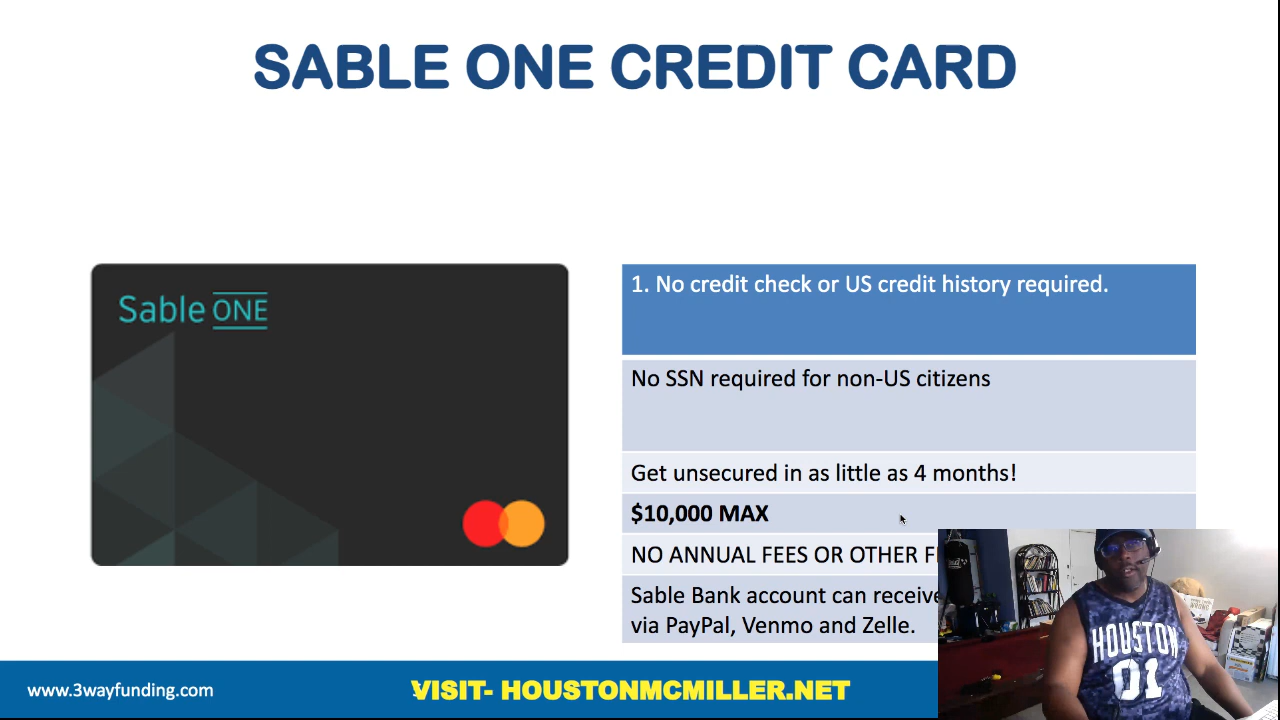 SABLE ONE CREDIT CARD
Sable ONE
1. No credit check or US credit history required.
No SSN required for non-US citizens
Get unsecured in as little as 4 months!
$10,000 MAX
NO ANNUAL FEES OR OTHER
Sable Bank account can receive
via PayPal, Venmo and Zelle.
www.3wayfunding.com
VISIT- HOUSTONMCMILLER.NET
HOUSTON
01